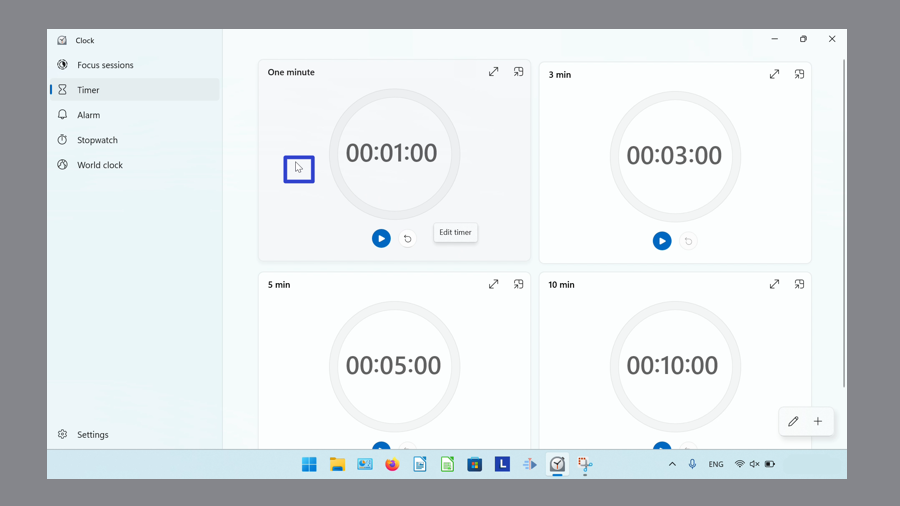 Clock
Focus sessions
Timer
Alarm
Stopwatch
World clock
Settings
One minute
00:01:00
Edit timer
3 min
00:03:00
5 min
00:05:00
10 min
00:10:00
L
ENG